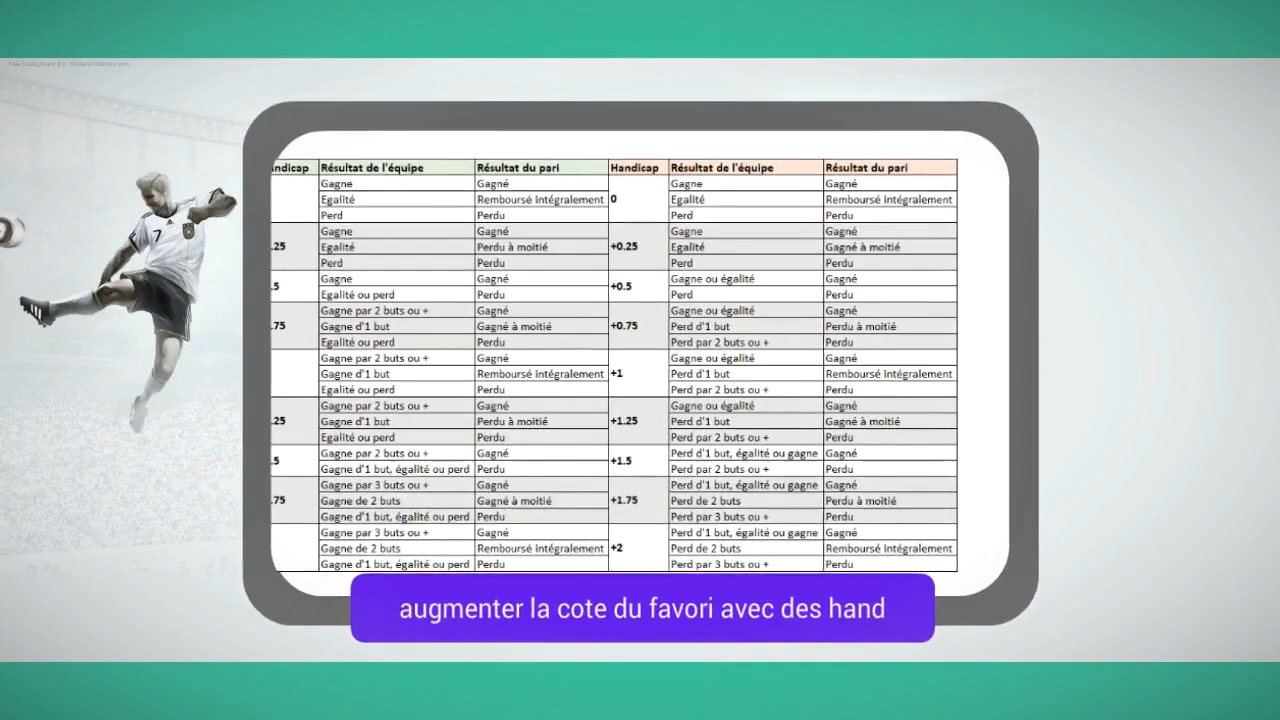 ndicap Résultat de l'équipe Résultat du pari Handicap Résultat de l'équipe Résultat du pari
Gagne Gagné Gagne Gagné
Egalité Remboursé intégralement 0 Egalité Remboursé intégralement
Perd Perdu Perd Perdu
Gagne Gagné Gagne Gagné
.25 Egalité Perdu à moitié +0.25 Egalité Gagné à moitié
Perd Perdu Perd Perdu
Gagne Gagné Gagne ou égalité Gagné
.5 +0.5
Egalité ou perd Perdu Perd Perdu
Gagne par 2 buts ou + Gagné Gagne ou égalité Gagné
.75 Gagne d'1 but Gagné à moitié +0.75 Perd d'1 but Perdu à moitié
Egalité ou perd Perdu Perd par 2 buts ou + Perdu
Gagne par 2 buts ou + Gagné Gagne ou égalité Gagné
Gagne d'1 but Remboursé intégralement +1 Perd d'1 but Remboursé intégralement
Egalité ou perd Perdu Perd par 2 buts ou + Perdu
Gagne par 2 buts ou + Gagné Gagne ou égalité Gagné
.25 Gagne d'1 but Perdu à moitié +1.25 Perd d'1 but Gagné à moitié
Egalité ou perd Perdu Perd par 2 buts ou + Perdu
Gagne par 2 buts ou + Gagné Perd d'1 but, égalité ou gagne Gagné
.5 +1.5
Gagne d'1 but, égalité ou perd Perdu Perd par 2 buts ou + Perdu
Gagne par 3 buts ou + Gagné Perd d'1 but, égalité ou gagne Gagné
.75 Gagne de 2 buts Gagné à moitié +1.75 Perd de 2 buts Perdu à moitié
Gagne d'1 but, égalité ou perd Perdu Perd par 3 buts ou + Perdu
Gagne par 3 buts ou + Gagné Perd d'1 but, égalité ou gagne Gagné
Gagne de 2 buts Remboursé intégralement +2 Perd de 2 buts Remboursé intégralement
Gagne d'1 but, égalité ou perd Perdu Perd par 3 buts ou + Perdu
augmenter la cote du favori avec des hand
7